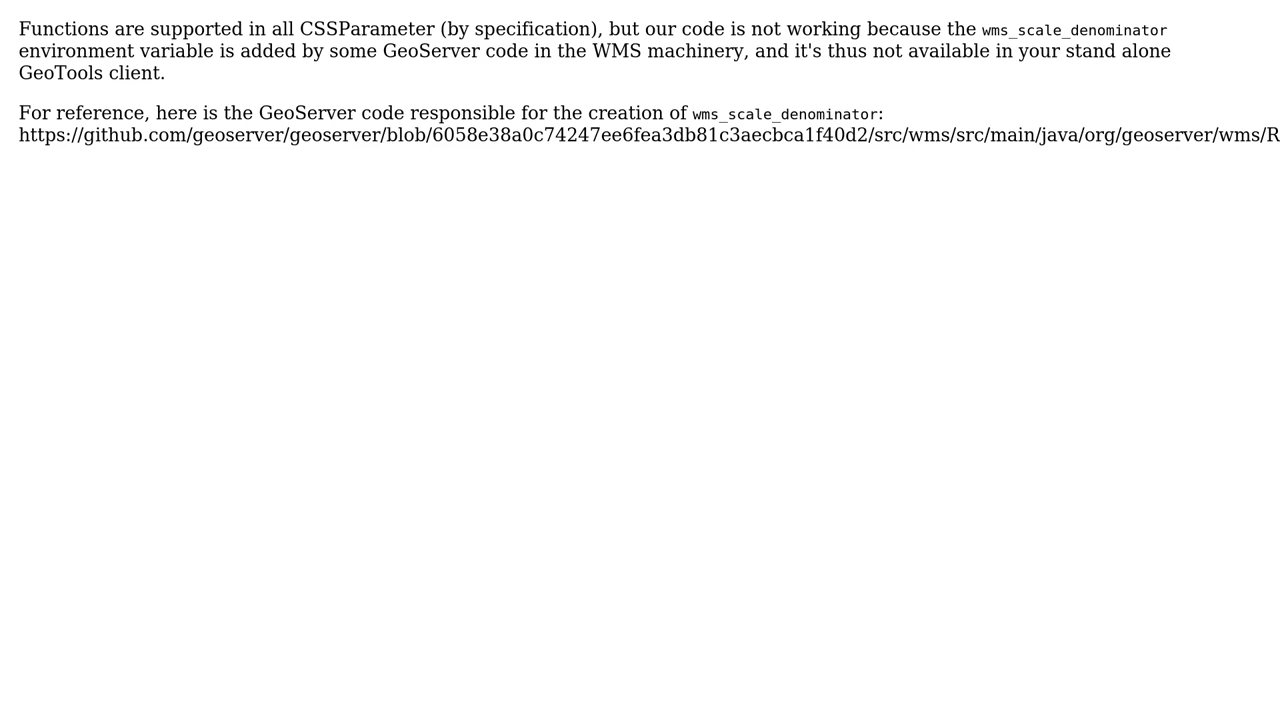 Functions are supported in all CSSParameter (by specification), but our code is not working because the wms_scale_denominator
environment variable is added by some GeoServer code in the WMS machinery, and it's thus not available in your stand alone
GeoTools client.
For reference, here is the GeoServer code responsible for the creation of wms_scale_denominator:
https://github.com/geoserver/geoserver/blob/6058e38a0c74247ee6fea3db81c3aecbca1f40d2/src/wms/src/main/java/org/geoserver/wms/R